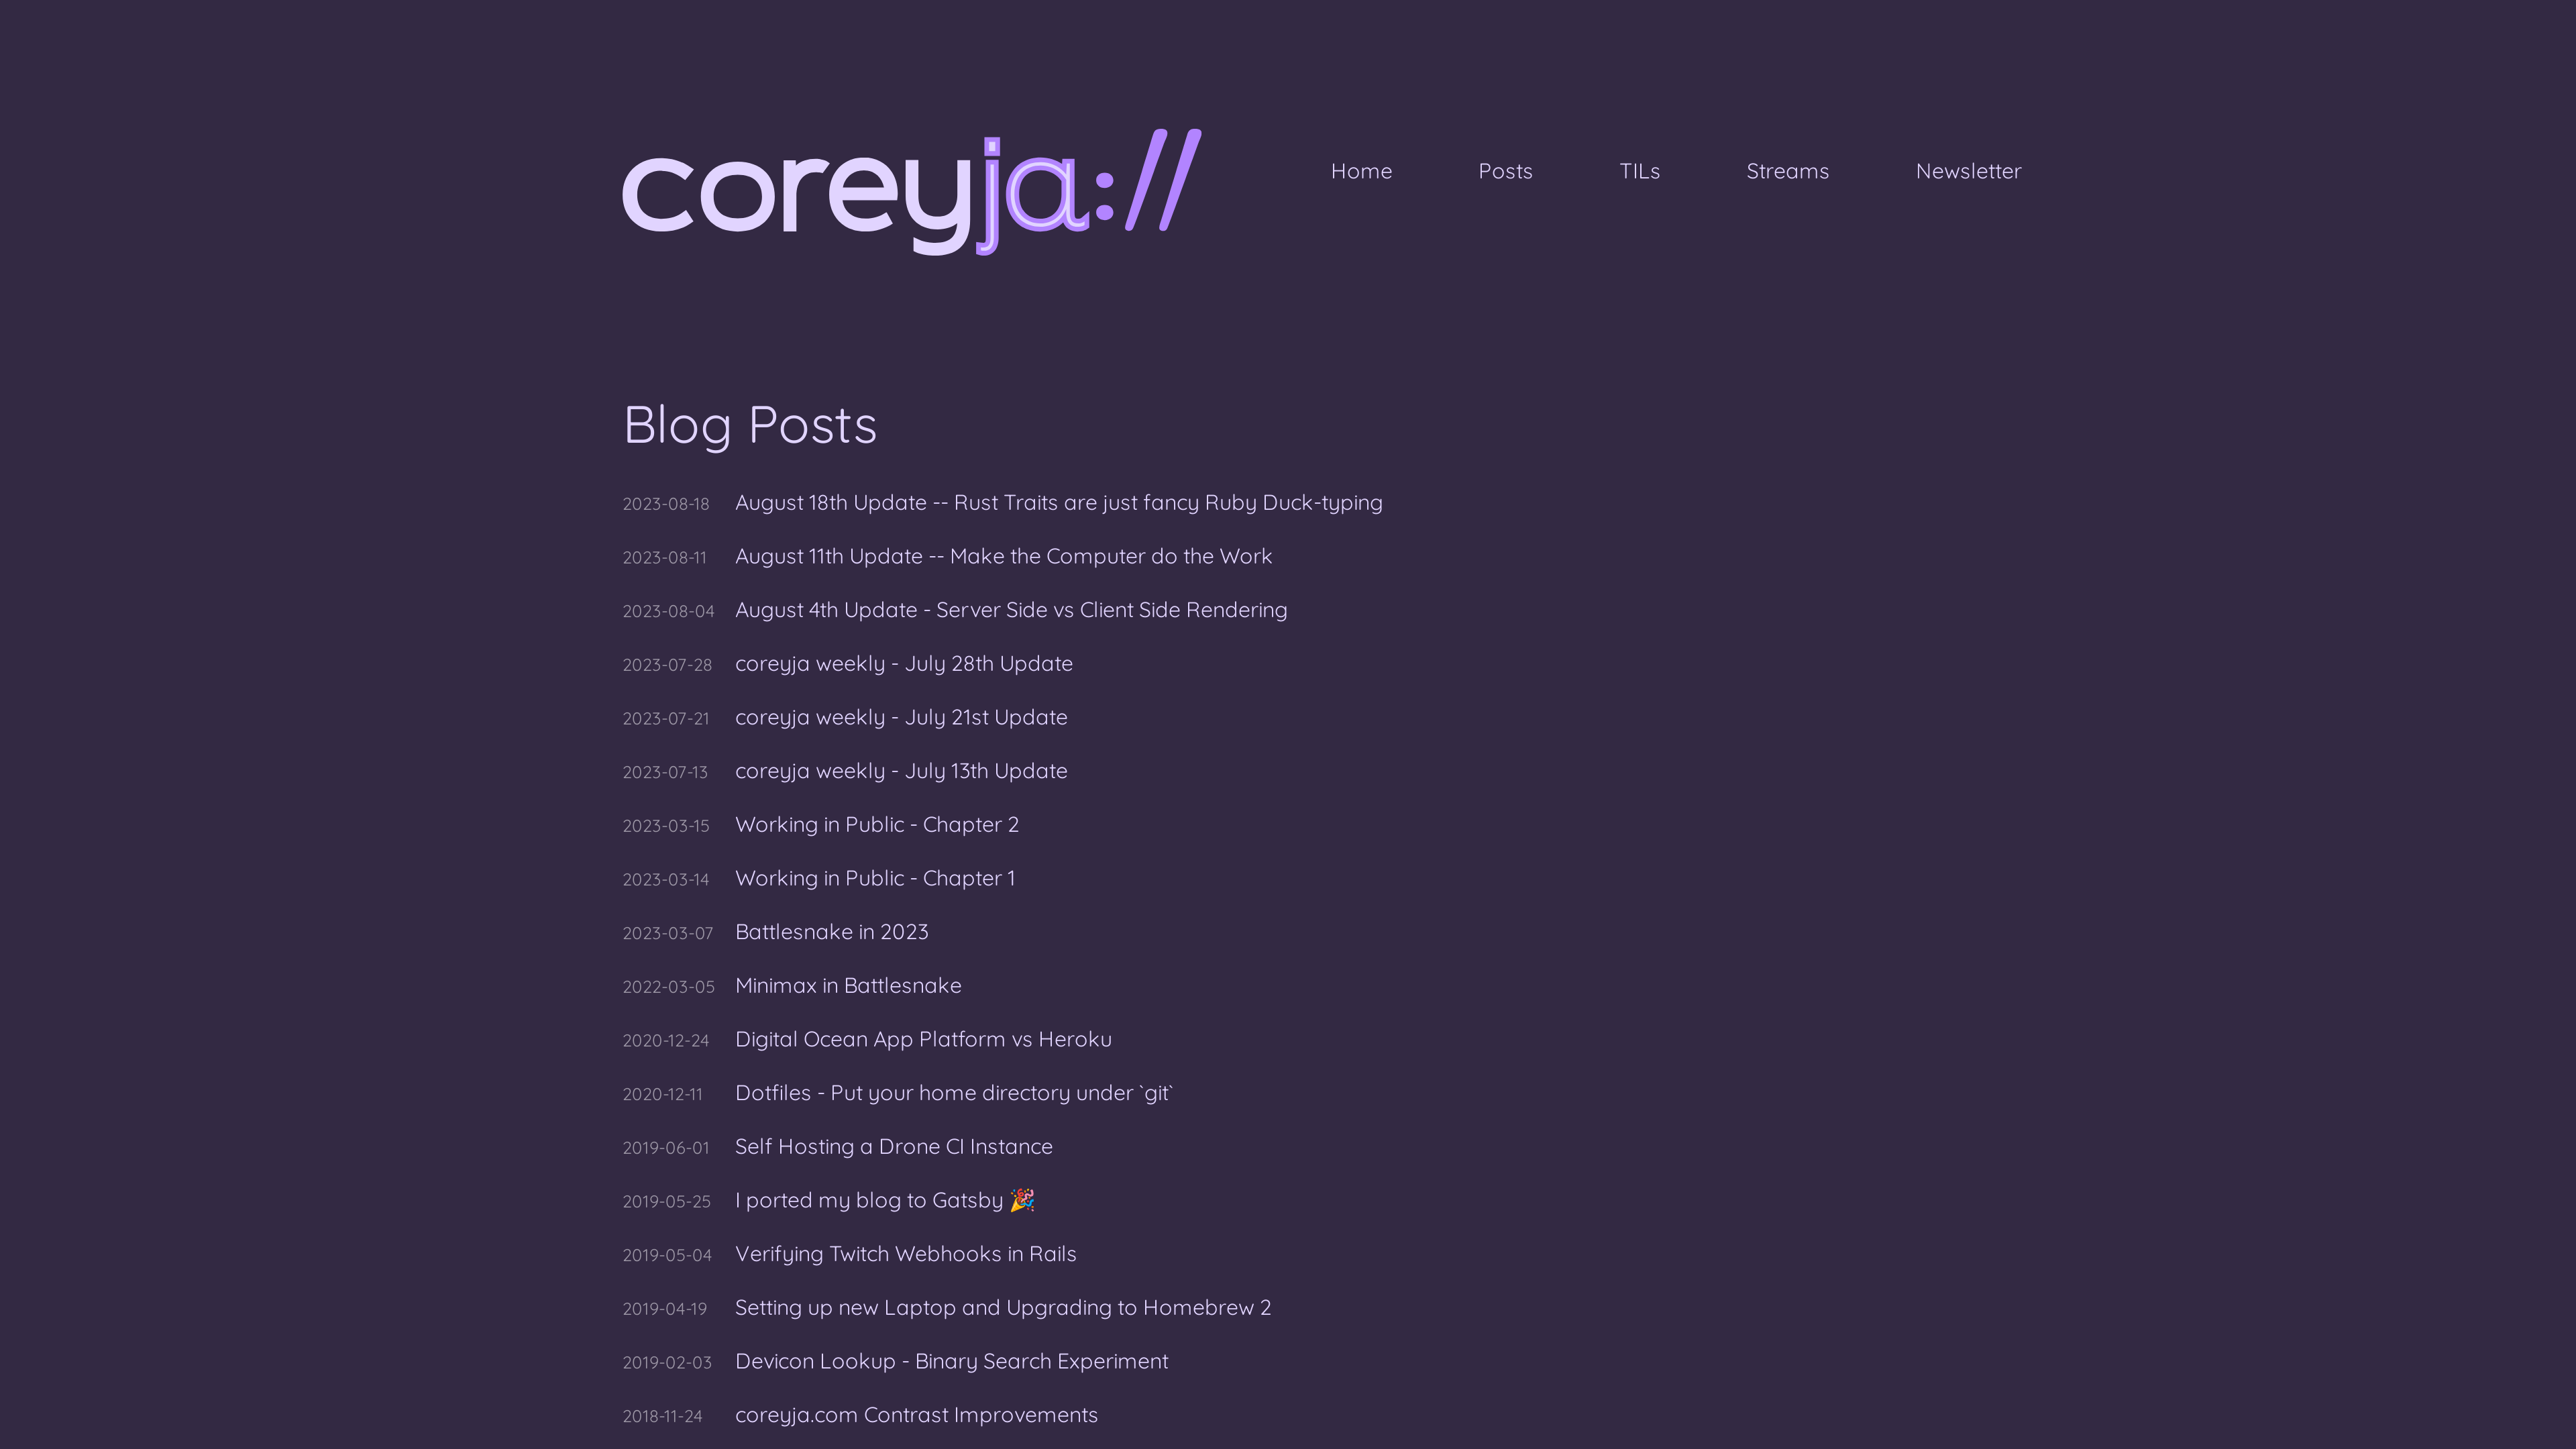 coreyja://
Home Posts TILs Streams Newsletter
Blog Posts
2023-08-18 August 18th Update -- Rust Traits are just fancy Ruby Duck-typing
2023-08-11 August 11th Update -- Make the Computer do the Work
2023-08-04 August 4th Update - Server Side vs Client Side Rendering
2023-07-28 coreyja weekly - July 28th Update
2023-07-21 coreyja weekly - July 21st Update
2023-07-13 coreyja weekly - July 13th Update
2023-03-15 Working in Public - Chapter 2
2023-03-14 Working in Public - Chapter 1
2023-03-07 Battlesnake in 2023
2022-03-05 Minimax in Battlesnake
2020-12-24 Digital Ocean App Platform vs Heroku
2020-12-11 Dotfiles - Put your home directory under `git`
2019-06-01 Self Hosting a Drone CI Instance
2019-05-25 I ported my blog to Gatsby 🎉
2019-05-04 Verifying Twitch Webhooks in Rails
2019-04-19 Setting up new Laptop and Upgrading to Homebrew 2
2019-02-03 Devicon Lookup - Binary Search Experiment
2018-11-24 coreyja.com Contrast Improvements